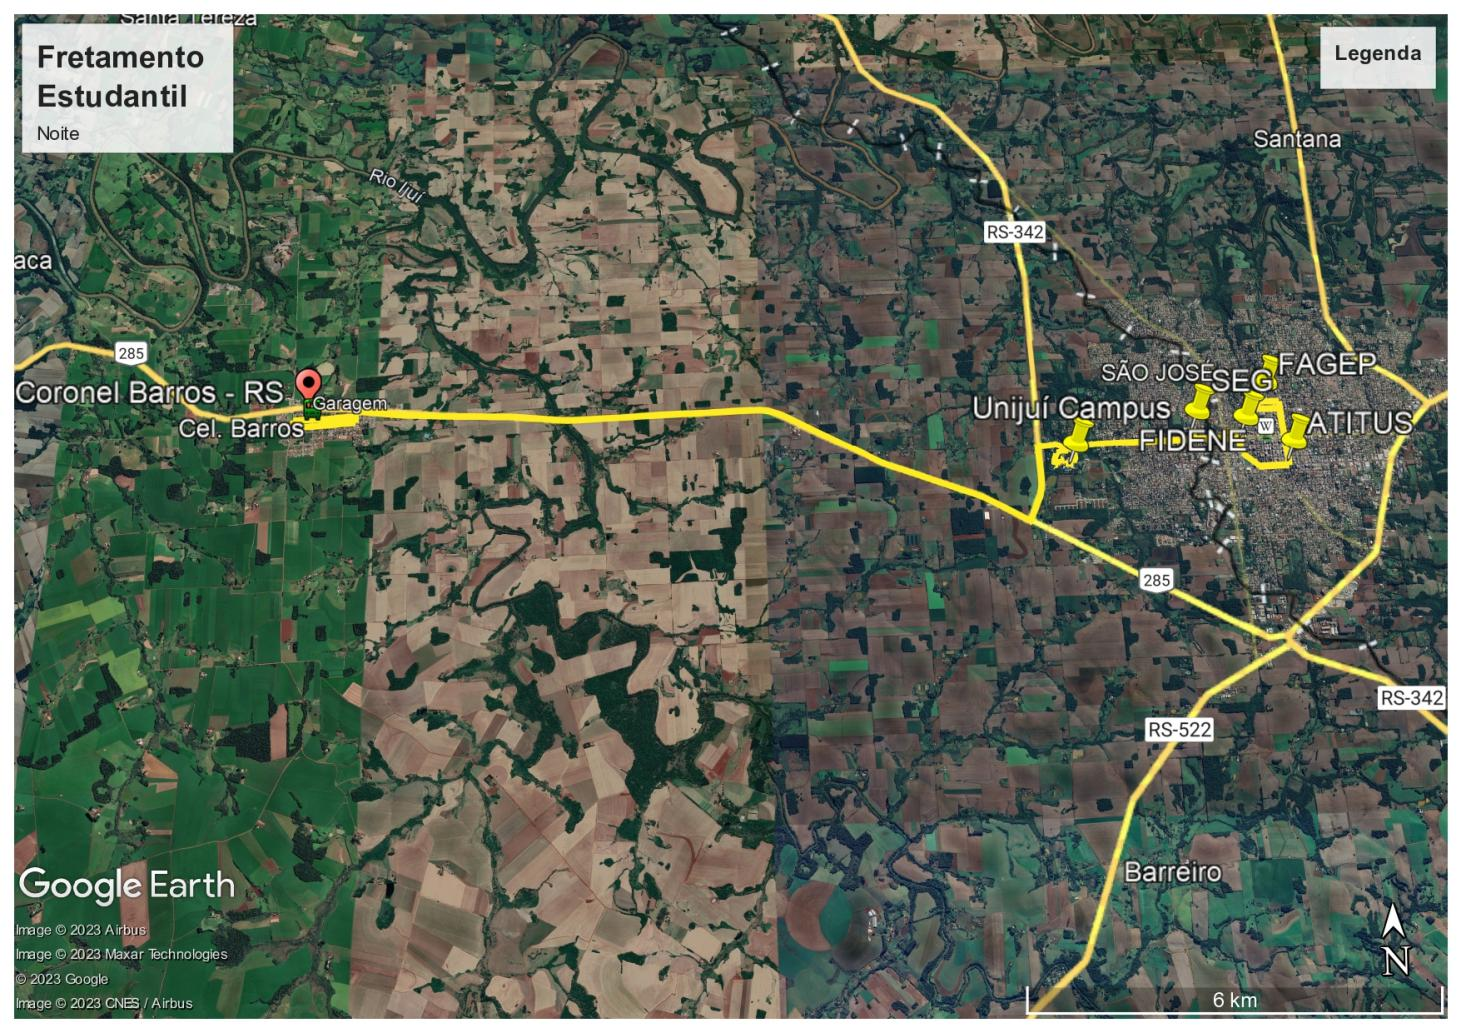 Santa Tereza
Fretamento
Estudantil
Noite
Legenda
Santana
Rio Ijuí
RS-342
aca
285
Coronel Barros - RS
Garagem
Cel. Barros
SÃO JOSÉ
SEG
FAGEP
Unijuí Campus
FIDENE
W
ATITUS
285
RS-342
RS-522
Barreiro
Google Earth
Image © 2023 Airbus
Image © 2023 Maxar Technologies
© 2023 Google
Image © 2023 CNES / Airbus
N
6 km